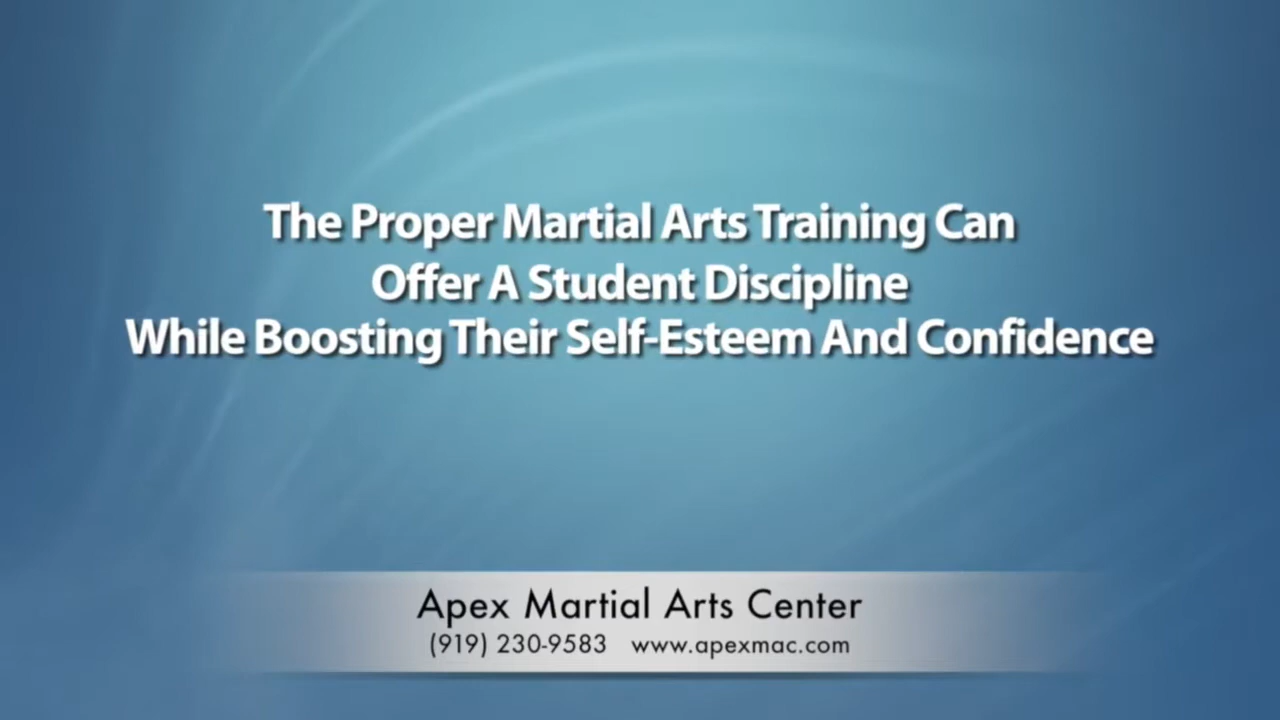 The Proper Martial Arts Training Can
Offer A Student Discipline
While Boosting Their Self-Esteem And Confidence
Apex Martial Arts Center
(919) 230-9583 www.apexmac.com